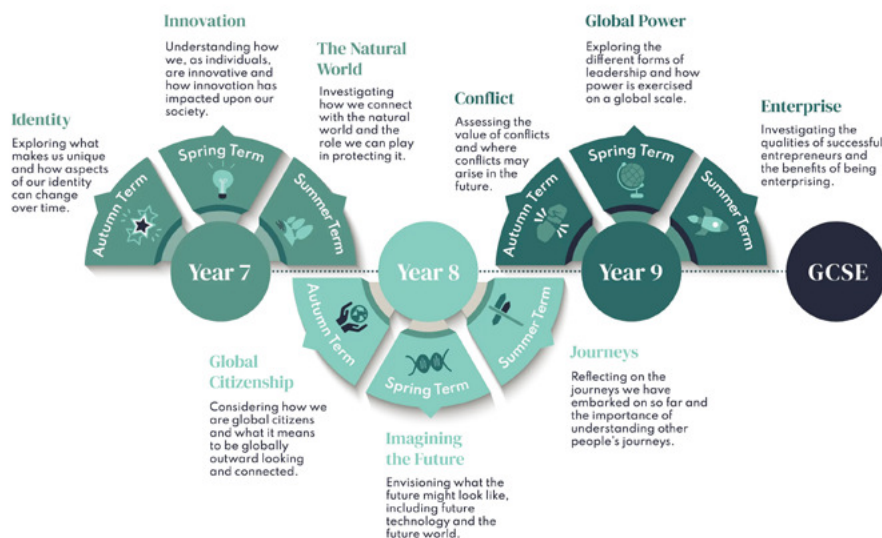 Identity
Exploring what
makes us unique and
how aspects
of our identity
can change
over time.
Innovation
Understanding how
we, as individuals,
are innovative and
how innovation has
impacted upon our
society.
The Natural
World
Investigating
how we connect
with the natural
world and the
role we can play
in protecting it.
Autumn Term
Spring Term
Summer Term
Year 7
Global
Citizenship
Considering how we
are global citizens
and what it means
to be globally
outward looking
and connected.
Imagining
the Future
Envisioning what the
future might look like,
including future
technology and the
future world.
Journeys
Reflecting on the
journeys we have
embarked on so far and
the importance of
understanding other
people's journeys.
Year 8
Autumn Term
Spring Term
Summer Term
Conflict
Assessing the
value of conflicts
and where
conflicts may
arise in the
future.
Global Power
Exploring the
different forms of
leadership and how
power is exercised
on a global scale.
Enterprise
Investigating the
qualities of successful
entrepreneurs and
the benefits of being
enterprising.
Autumn Term
Spring Term
Summer Term
Year 9
GCSE